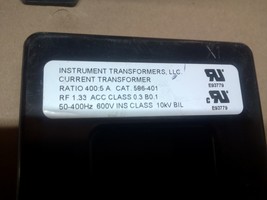 INSTRUMENT TRANSFORMERS, LLC
CURRENT TRANSFORMER
RATIO 400:5 A CAT. 586-401
RF 1.33 ACC CLASS 0.3 B0.1
50-400Hz 600V INS CLASS 10kV BIL
E93779
E93779